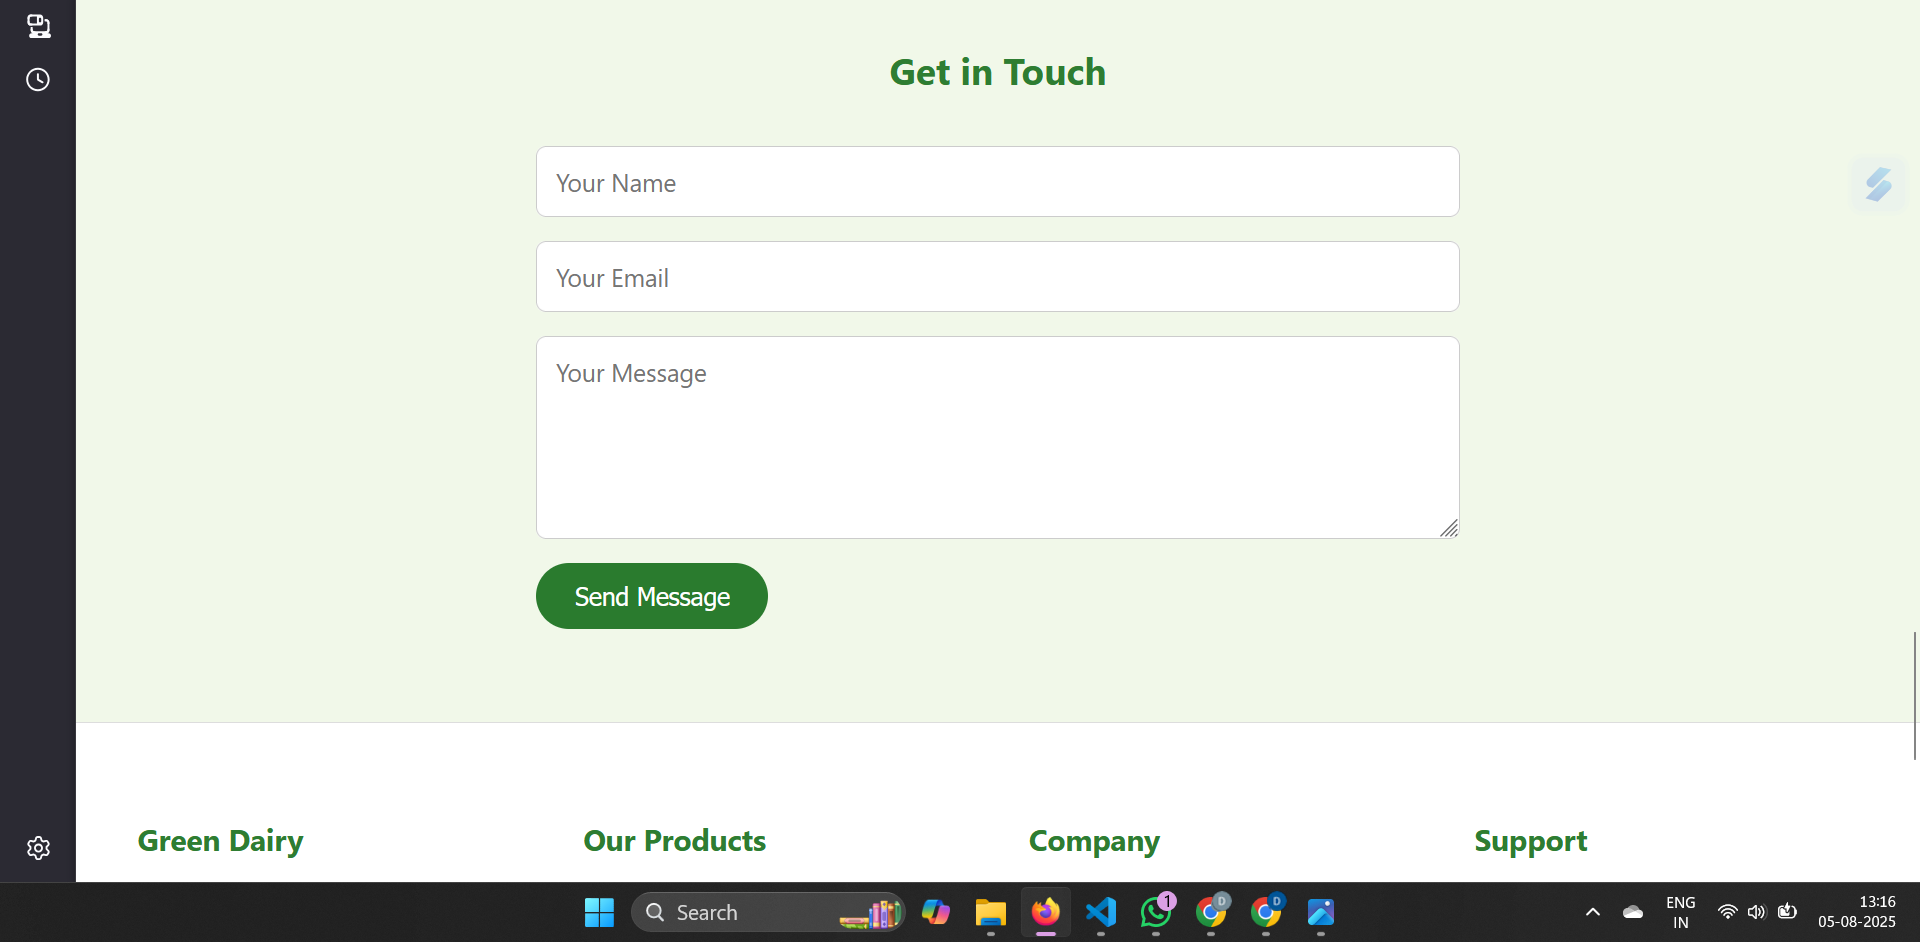 Get in Touch
Your Name
Your Email
Your Message
Send Message
Green Dairy
Our Products
Company
Support
Search
1
D
D
ENG
IN
13:16
05-08-2025